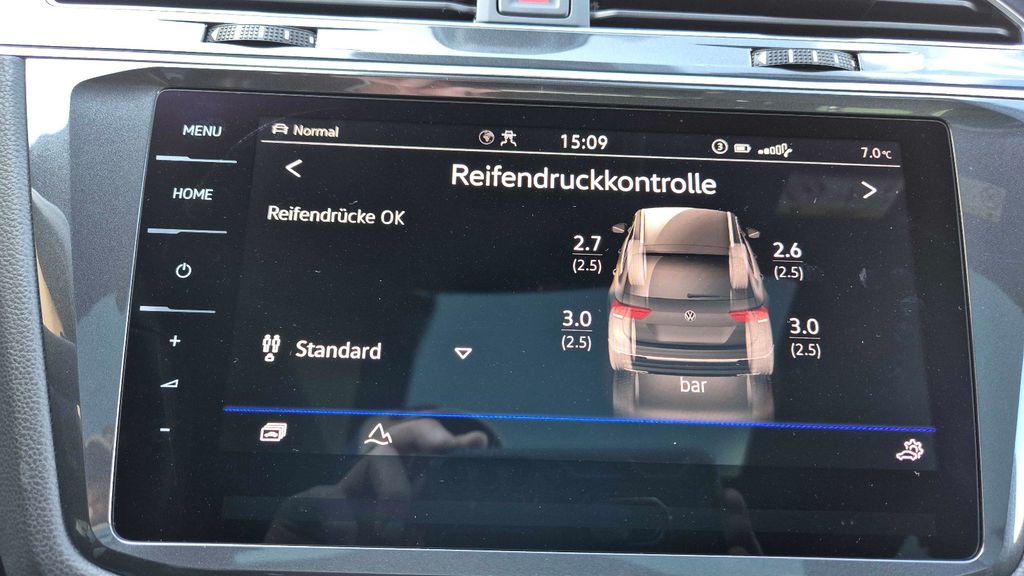 MENU
Normal
15:09
3
7.0°C
HOME
Reifendruckkontrolle
Reifendrücke OK
2.7
(2.5)
2.6
(2.5)
3.0
(2.5)
3.0
(2.5)
Standard
bar
+
-